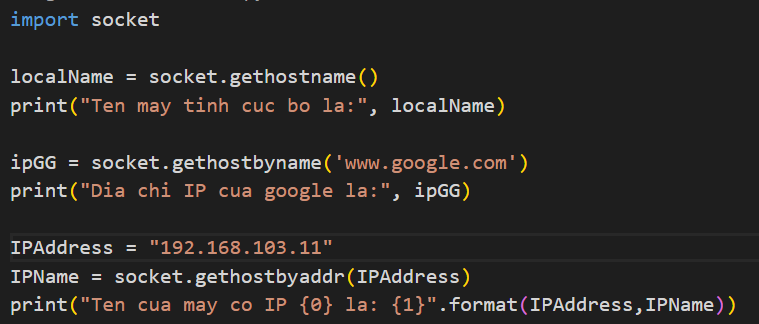 import socket
localName = socket.gethostname()
print("Ten may tinh cuc bo la:", localName)
ipGG = socket.gethostbyname('www.google.com')
print("Dia chi IP cua google la:", ipGG)
IPAddress = "192.168.103.11"
IPName = socket.gethostbyaddr(IPAddress)
print("Ten cua may co IP {0} la: {1}".format(IPAddress,IPName))